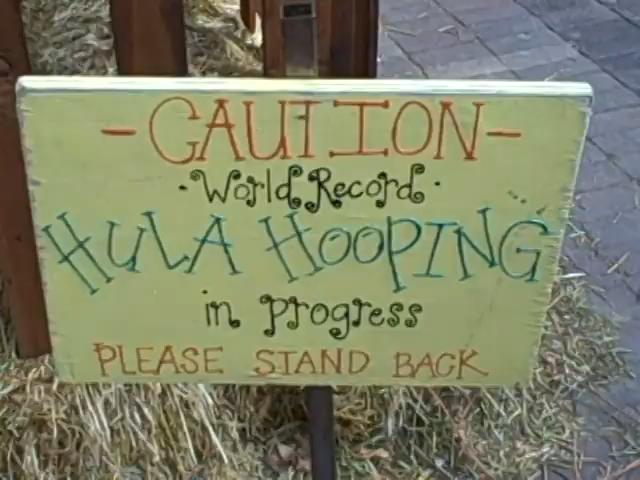 -CAUTION-
·World Record·
HULA HOOPING
in progress
PLEASE STAND BACK